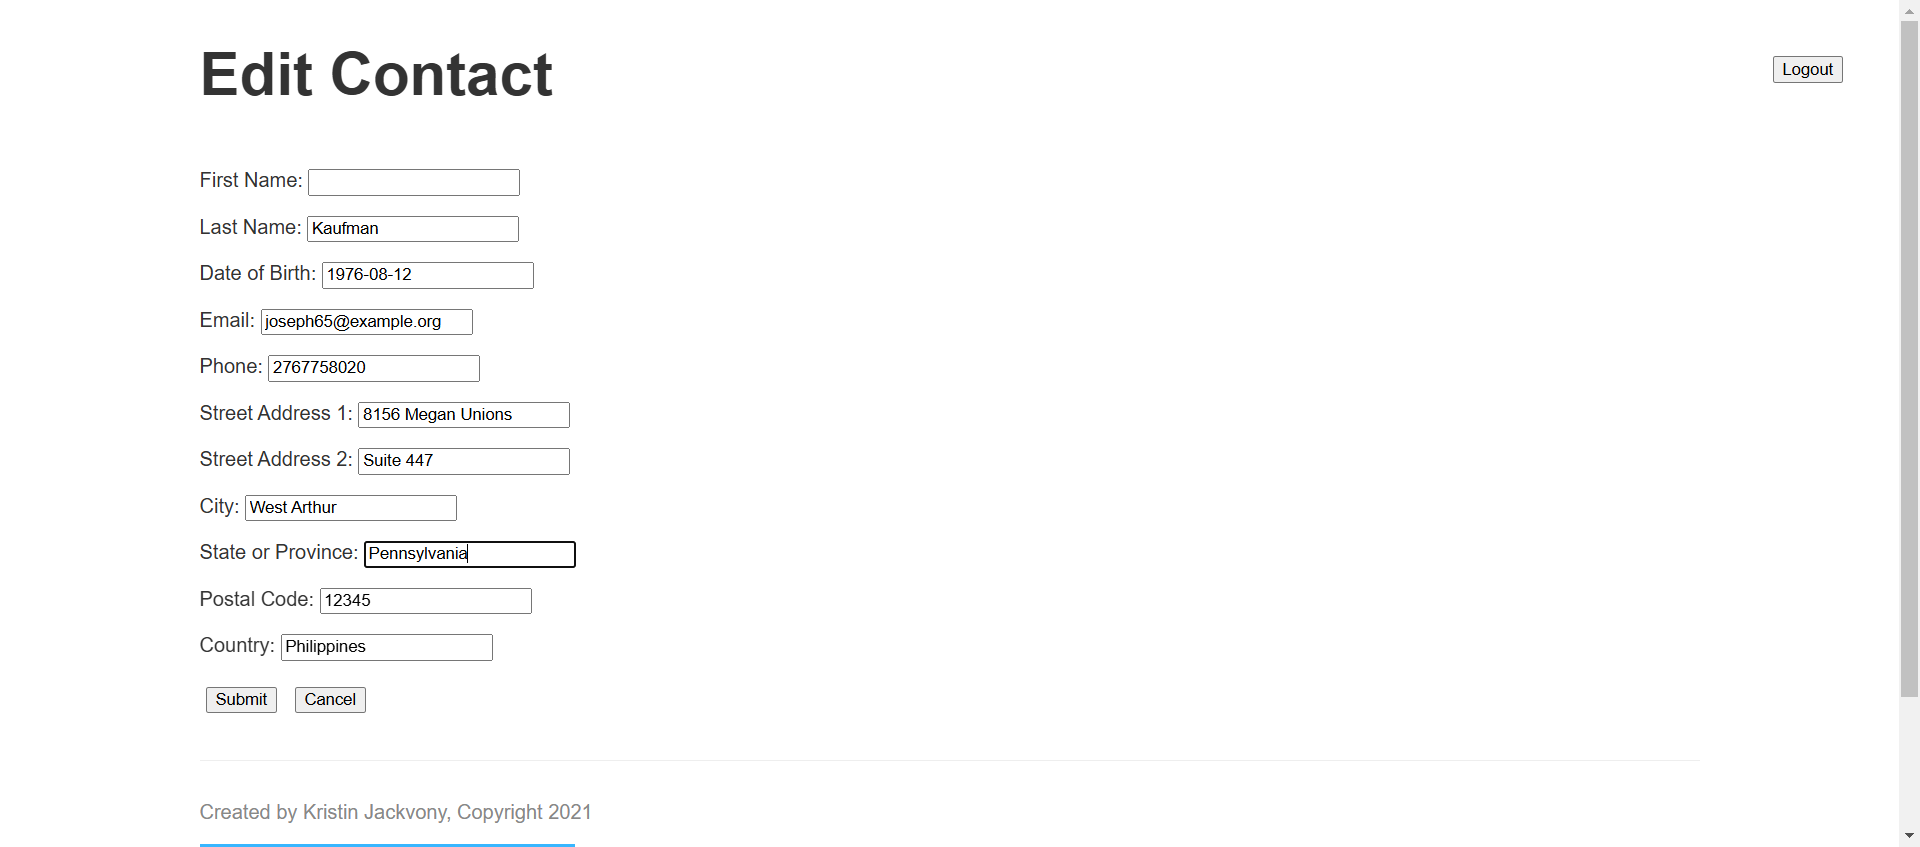 Edit Contact
Logout
First Name:
Last Name: Kaufman
Date of Birth: 1976-08-12
Email: joseph65@example.org
Phone: 2767758020
Street Address 1: 8156 Megan Unions
Street Address 2: Suite 447
City: West Arthur
State or Province: Pennsylvania
Postal Code: 12345
Country: Philippines
Submit Cancel
Created by Kristin Jackvony, Copyright 2021